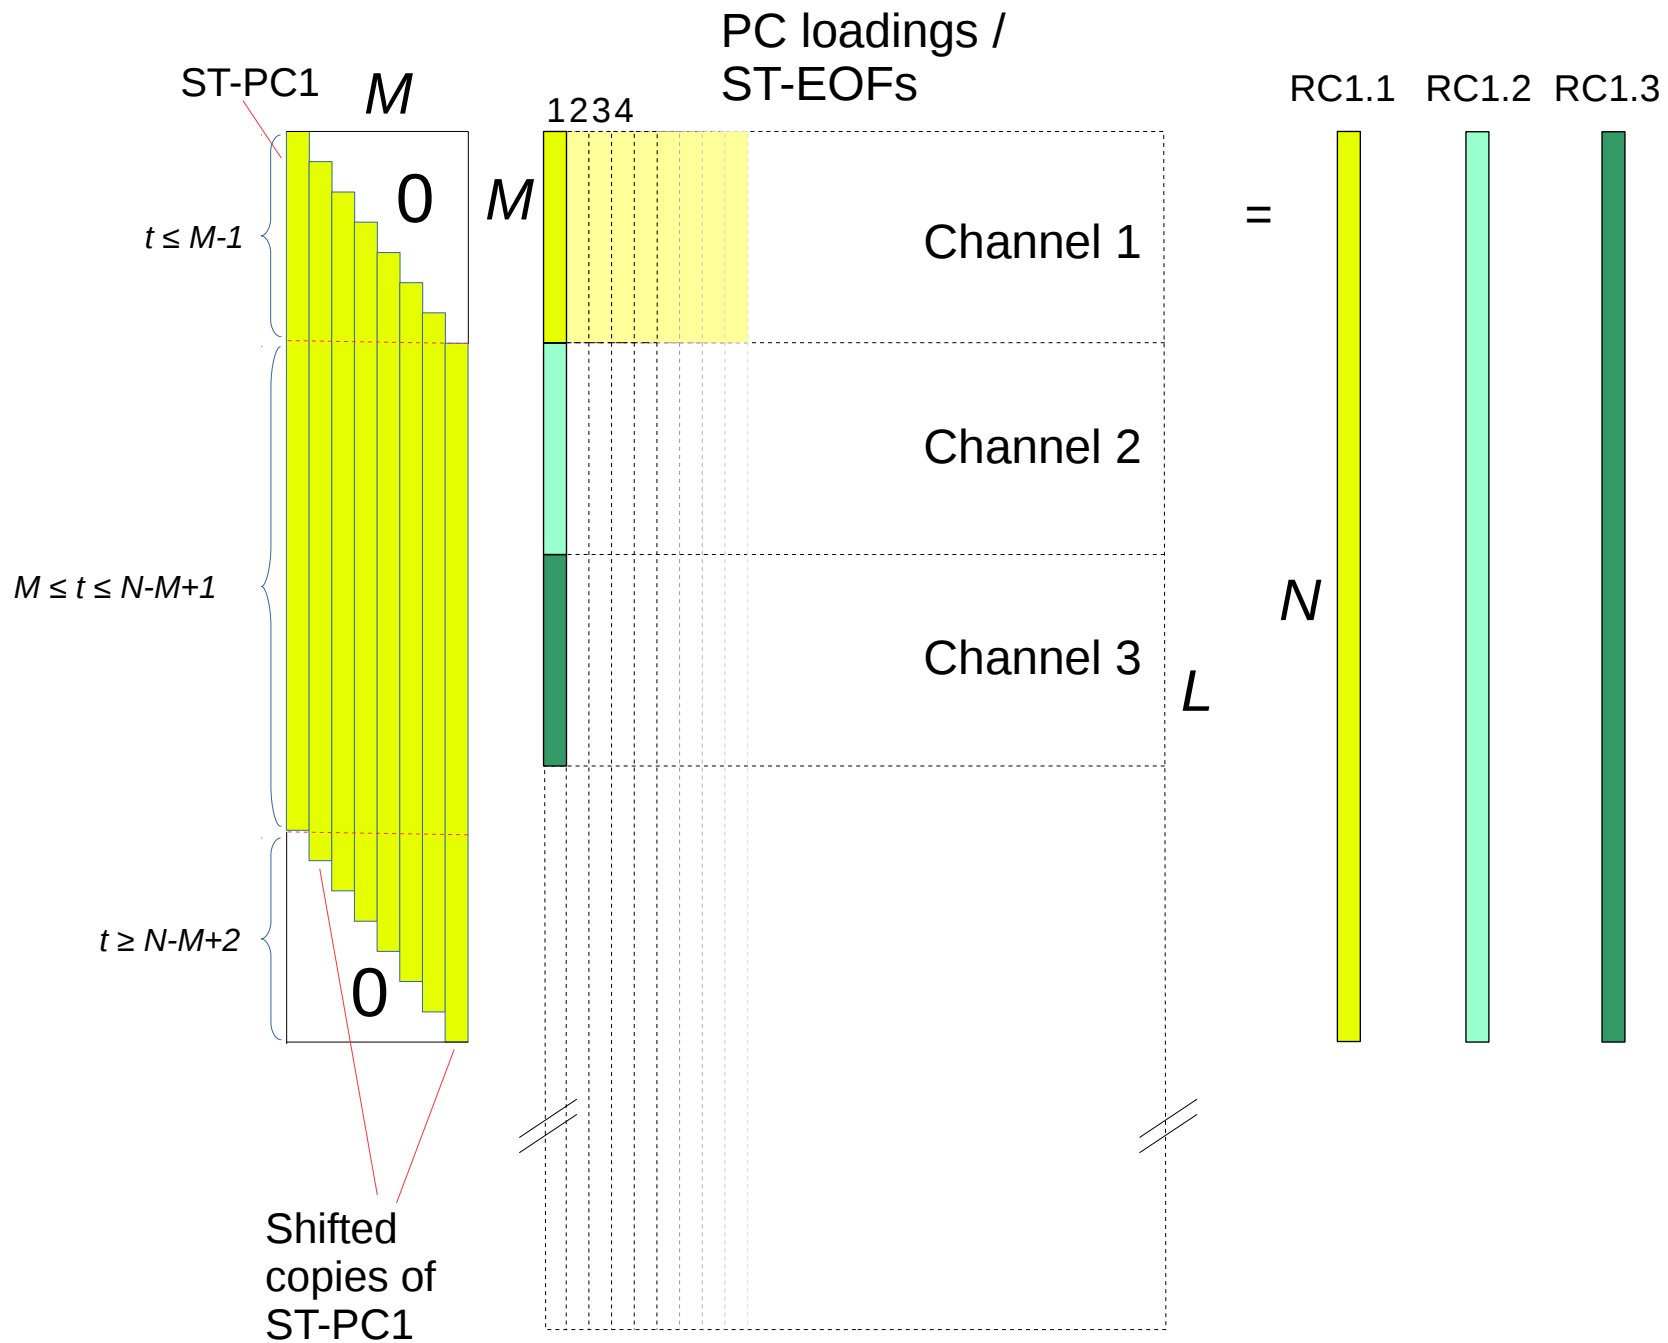 PC loadings /
ST-EOFs
ST-PC1
M
1234
RC1.1 RC1.2 RC1.3
0
M
t ≤ M-1
Channel 1
=
Channel 2
M ≤ t ≤ N-M+1
N
Channel 3
L
t ≥ N-M+2
0
Shifted
copies of
ST-PC1